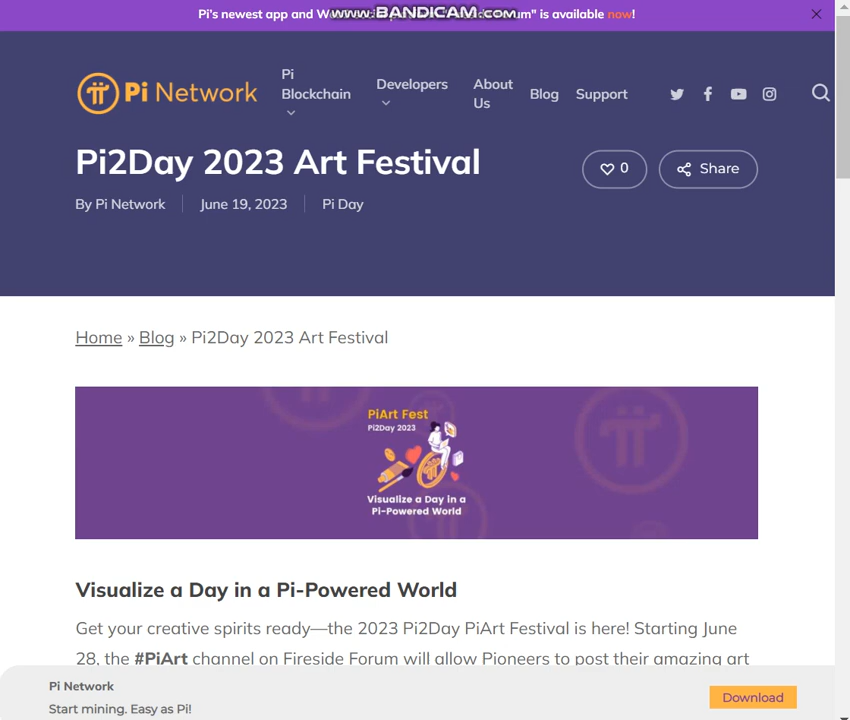 Pi's newest app and W um" is available now!
www.BANDICAM.com
Pi Network
Pi Blockchain
Developers
About Us
Blog
Support
Pi2Day 2023 Art Festival
0
Share
By Pi Network
June 19, 2023
Pi Day
Home » Blog » Pi2Day 2023 Art Festival
PiArt Fest
Pi2Day 2023
Visualize a Day in a
Pi-Powered World
Visualize a Day in a Pi-Powered World
Get your creative spirits ready—the 2023 Pi2Day PiArt Festival is here! Starting June
28, the #PiArt channel on Fireside Forum will allow Pioneers to post their amazing art
Pi Network
Start mining. Easy as Pi!
Download